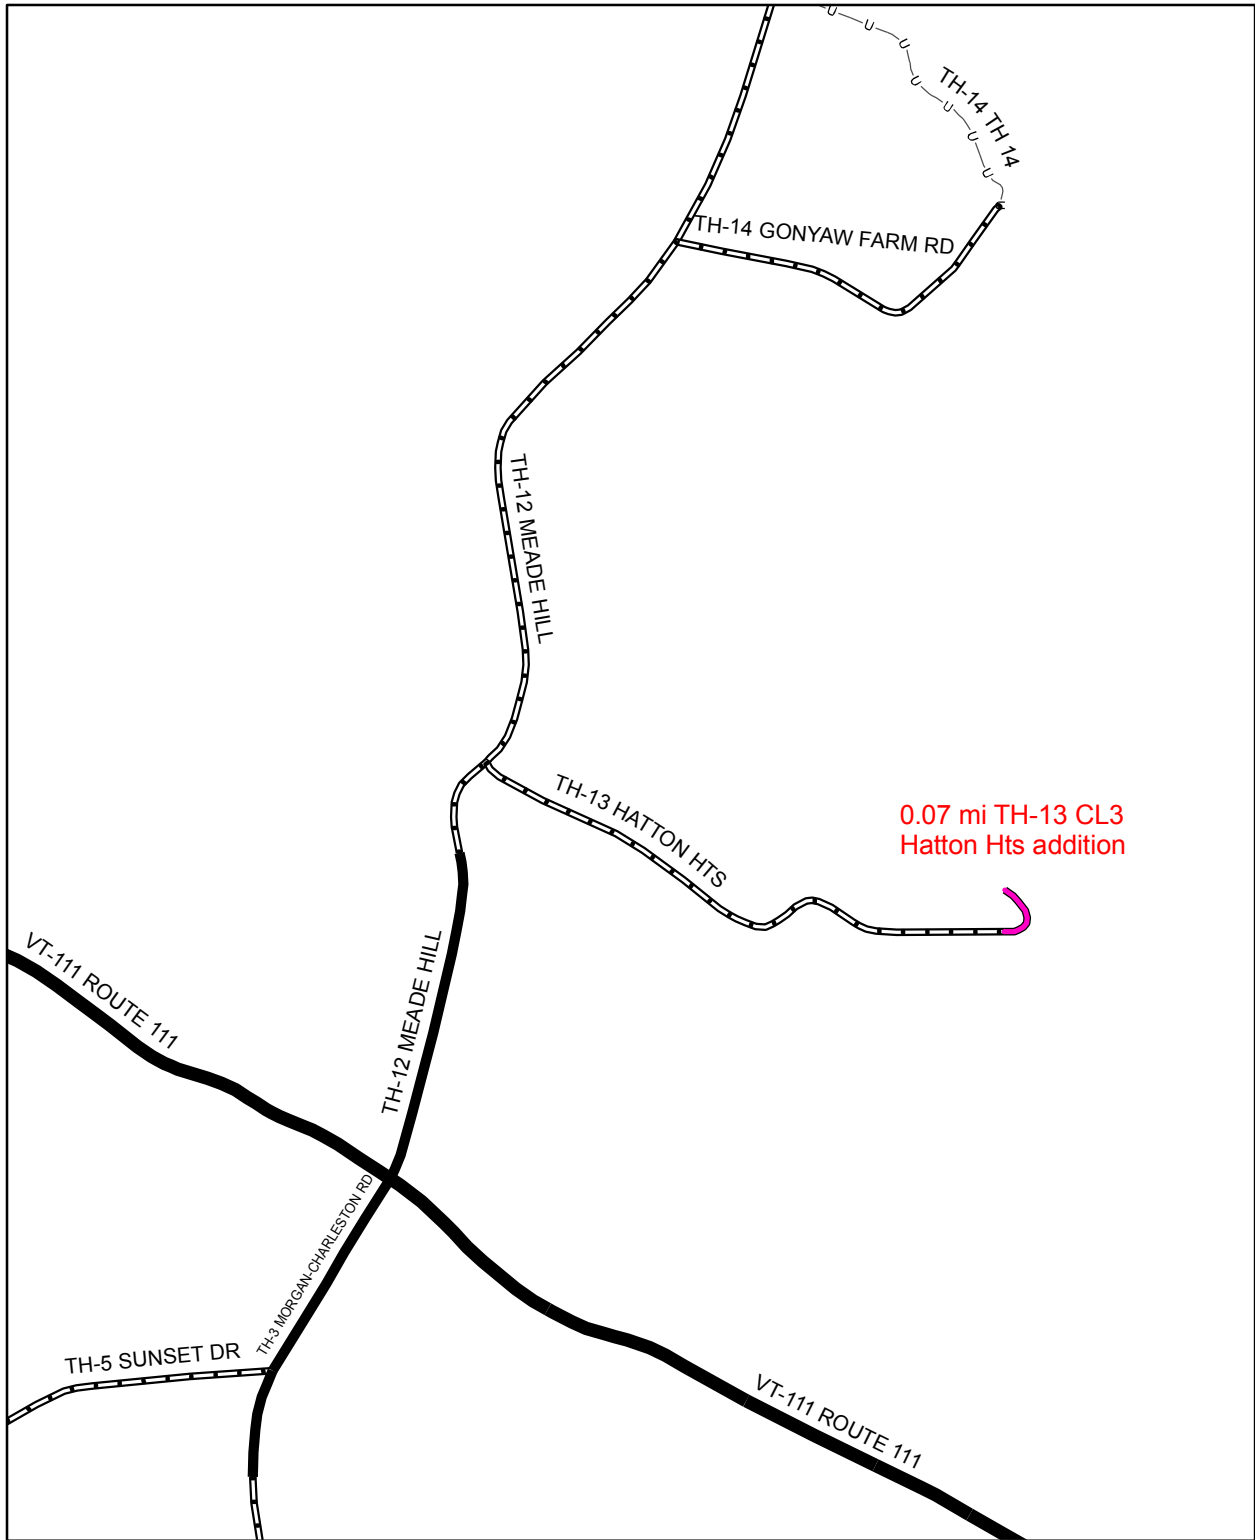 TH-14 TH 14
TH-14 GONYAW FARM RD
TH-12 MEADE HILL
TH-13 HATTON HTS
0.07 mi TH-13 CL3
Hatton Hts addition
VT-111 ROUTE 111
TH-12 MEADE HILL
TH-3 MORGAN-CHARLESTON RD
TH-5 SUNSET DR
VT-111 ROUTE 111